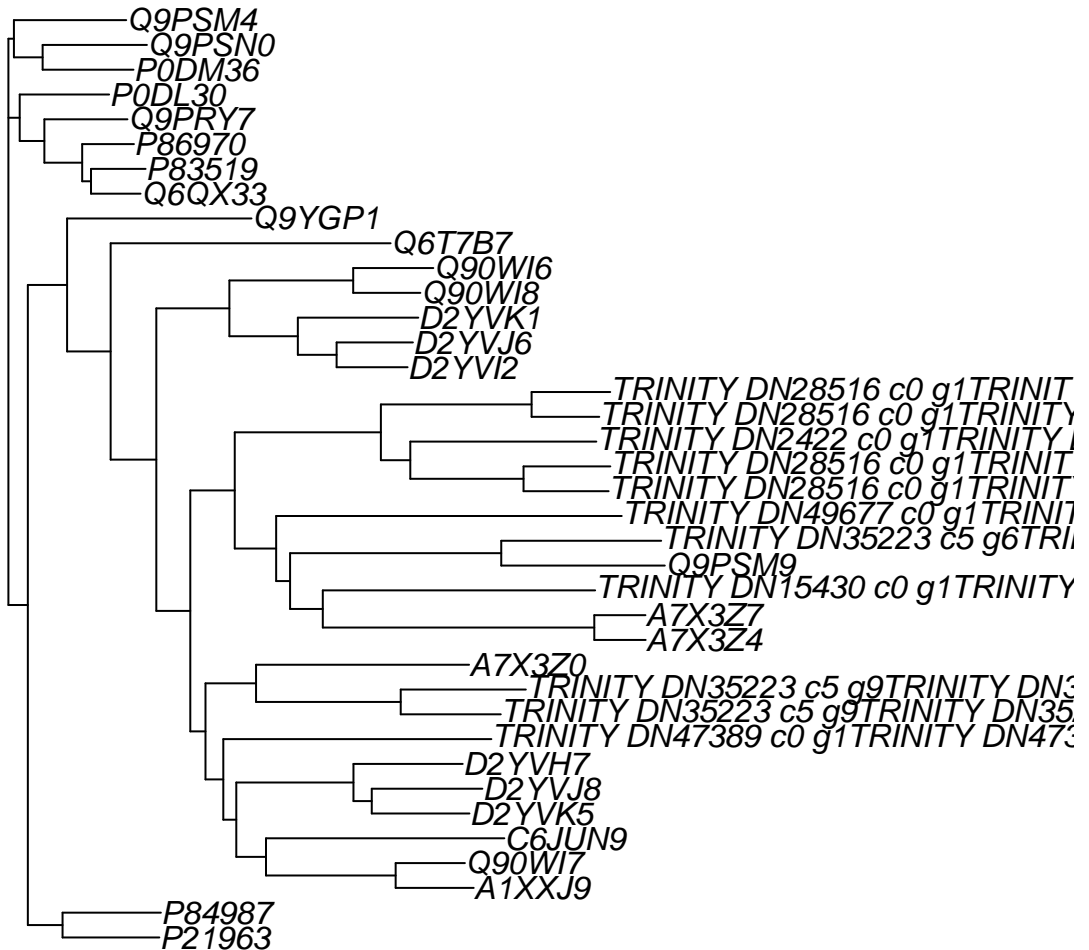 Q9PSM4
Q9PSN0
P0DM36
P0DL30
Q9PRY7
P86970
P83519
Q6QX33
Q9YGP1
Q6T7B7
Q90WI6
Q90WI8
D2YVK1
D2YVJ6
D2YVI2
TRINITY DN28516 c0 g1TRINIT
TRINITY DN28516 c0 g1TRINITY
TRINITY DN2422 c0 g1TRINITY
TRINITY DN28516 c0 g1TRINITY
TRINITY DN28516 c0 g1TRINITY
TRINITY DN49677 c0 g1TRINIT
TRINITY DN35223 c5 g6TRI
Q9PSM9
TRINITY DN15430 c0 g1TRINITY
A7X3Z7
A7X3Z4
A7X3Z0
TRINITY DN35223 c5 g9TRINITY DN3
TRINITY DN35223 c5 g9TRINITY DN35
TRINITY DN47389 c0 g1TRINITY DN473
D2YVH7
D2YVJ8
D2YVK5
C6JUN9
Q90WI7
A1XXJ9
P84987
P21963